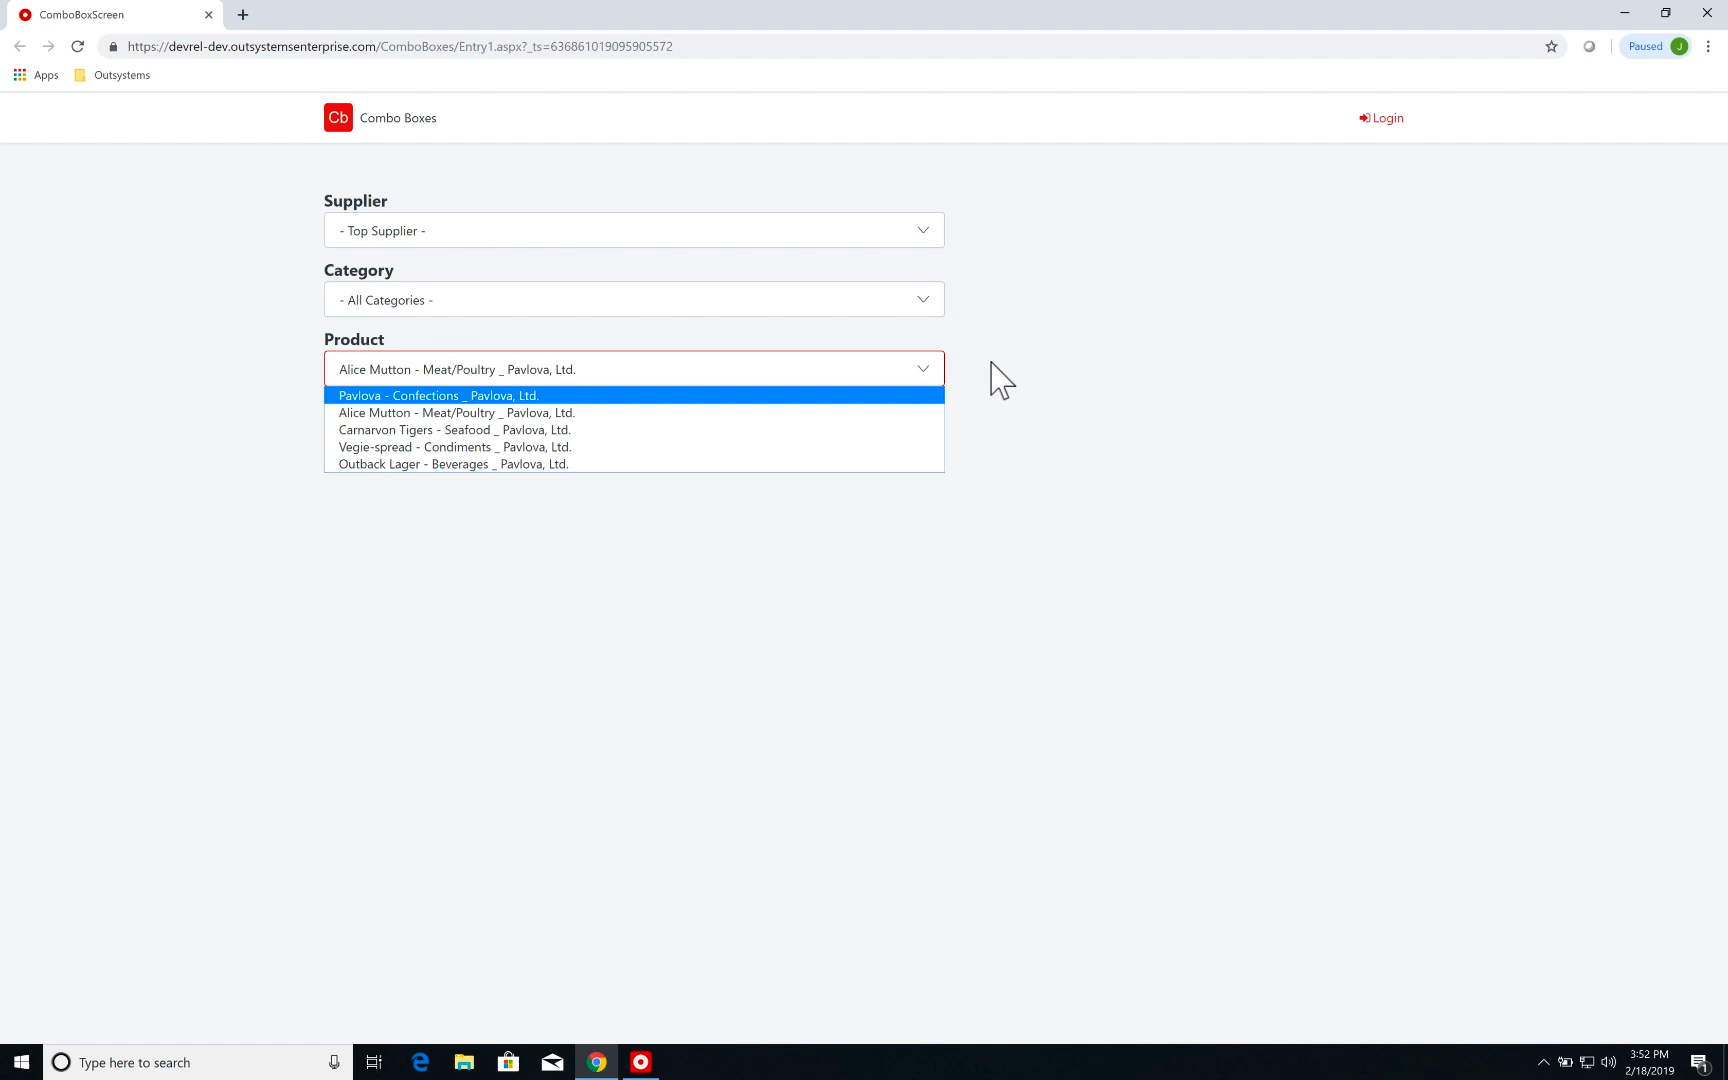 ComboBoxScreen
https://devrel-dev.outsystemsenterprise.com/ComboBoxes/Entry1.aspx?_ts=636861019095905572
Paused J
Apps Outsystems
Cb Combo Boxes
Login
Supplier
- Top Supplier -
Category
- All Categories -
Product
Alice Mutton - Meat/Poultry _ Pavlova, Ltd.
Pavlova - Confections _ Pavlova, Ltd.
Alice Mutton - Meat/Poultry _ Pavlova, Ltd.
Carnarvon Tigers - Seafood _ Pavlova, Ltd.
Vegie-spread - Condiments _ Pavlova, Ltd.
Outback Lager - Beverages _ Pavlova, Ltd.
Type here to search
3:52 PM
2/18/2019
1